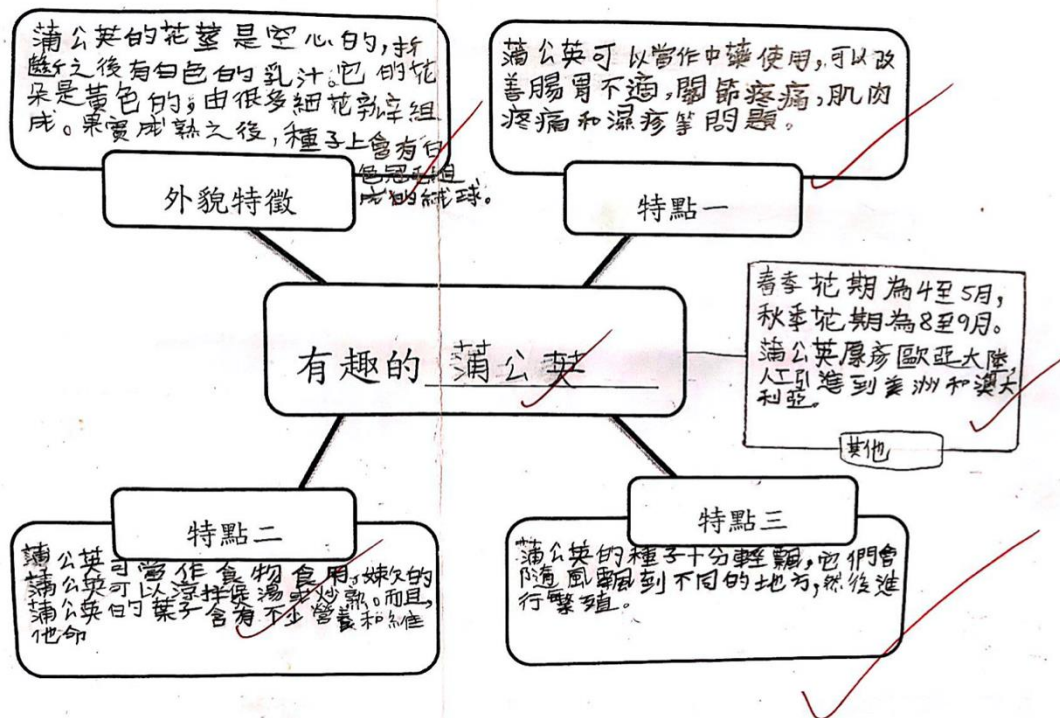 蒲公英的花莖是空心的,折
斷之後有白色的乳汁。它的花
朵是黃色的,由很多細花瓣組
成。果實成熟之後,種子上會有白
色冠毛組
成的絨球。
外貌特徵
蒲公英可以當作中藥使用,可以改
善腸胃不適,關節疼痛,肌肉
疼痛和濕疹等問題。
特點一
有趣的 蒲公英
春季花期為4至5月,
秋季花期為8至9月。
蒲公英原產歐亞大陸,
人工引進到美洲和澳大
利亞。
其他
特點二
蒲公英可當作食物食用,嫩的
蒲公英可以涼拌煲湯或炒熟。而且,
蒲公英的葉子含有不少營養和維
他命
特點三
蒲公英的種子十分輕飄,它們會
隨風飄到不同的地方,然後進
行繁殖。